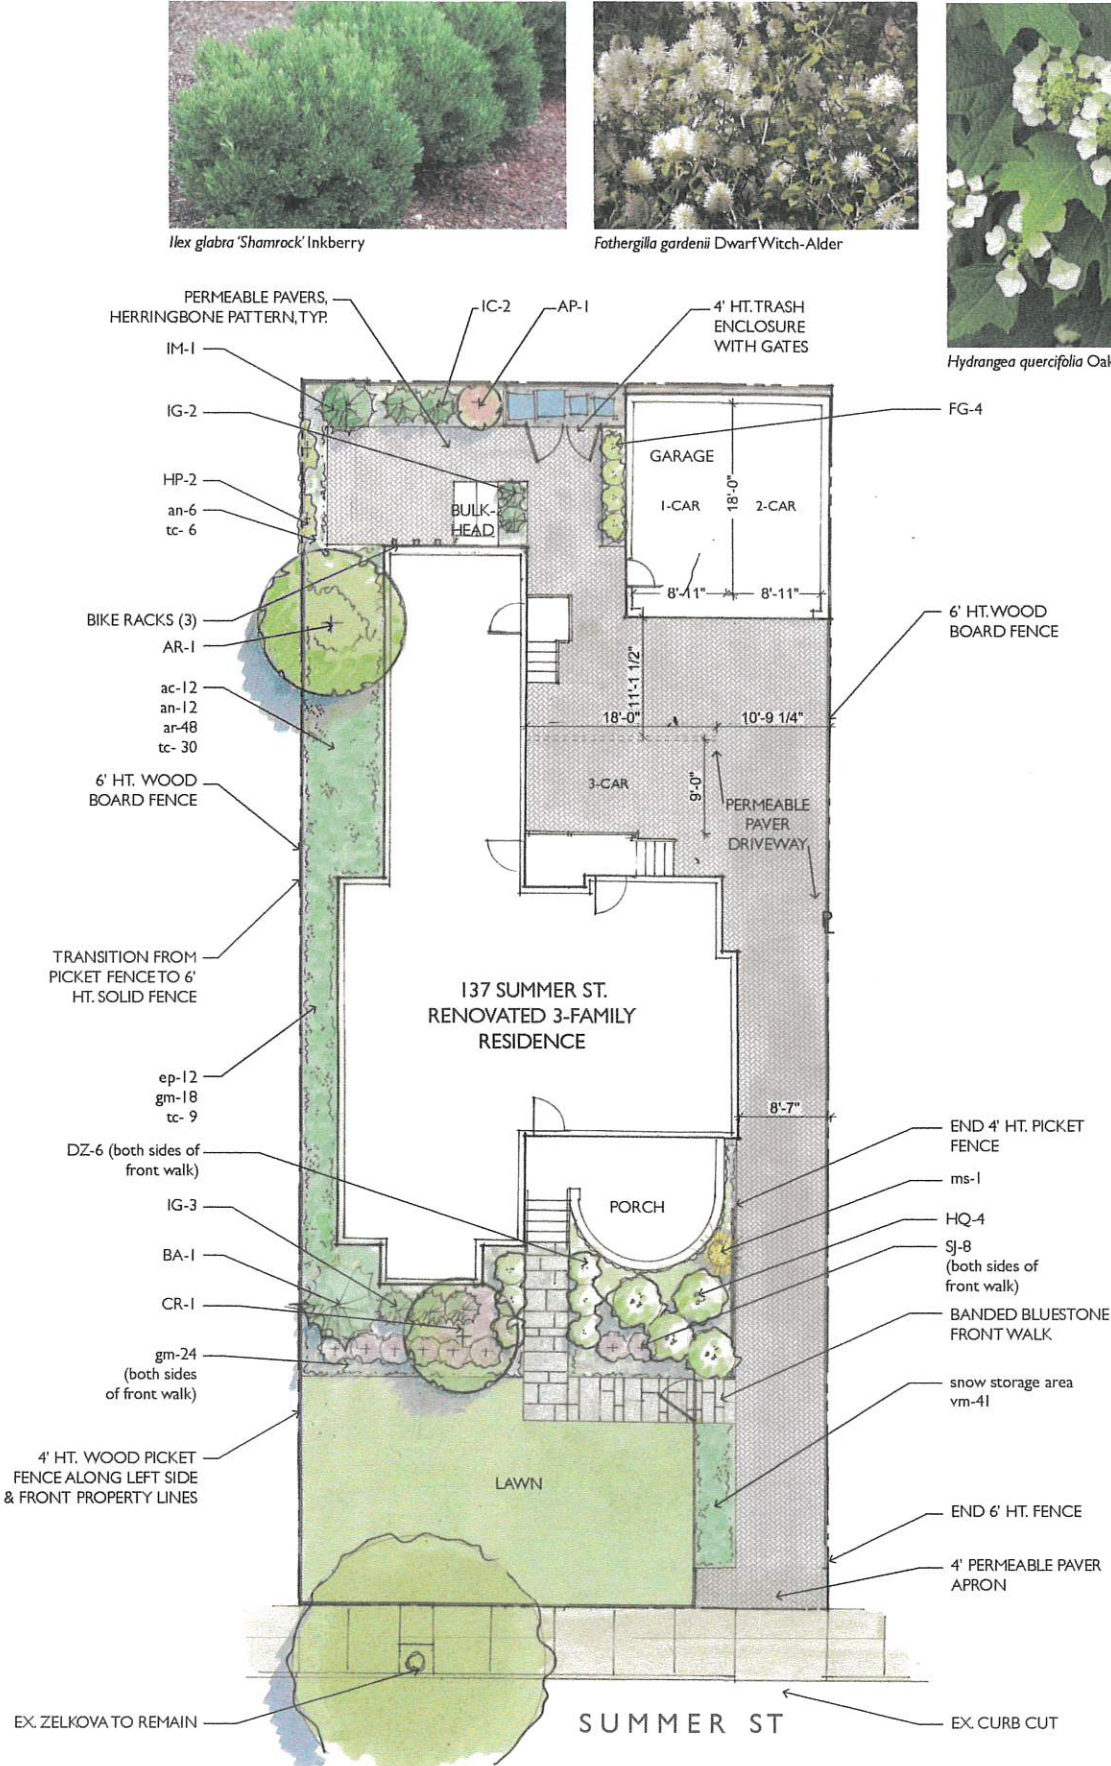 Ilex glabra 'Shamrock' Inkberry
Fothergilla gardenii Dwarf Witch-Alder
Hydrangea quercifolia Oak
PERMEABLE PAVERS,
HERRINGBONE PATTERN, TYP.
IC-2
AP-1
4' HT. TRASH
ENCLOSURE
WITH GATES
IM-1
IG-2
FG-4
GARAGE
1-CAR
2-CAR
18'-0"
8'-11"
8'-11"
HP-2
an-6
tc- 6
BULK-
HEAD
BIKE RACKS (3)
AR-1
6' HT. WOOD
BOARD FENCE
ac-12
an-12
ar-48
tc- 30
11'-1 1/2"
18'-0"
10'-9 1/4"
6' HT. WOOD
BOARD FENCE
3-CAR
9'-0"
PERMEABLE
PAVER
DRIVEWAY
PL
TRANSITION FROM
PICKET FENCE TO 6'
HT. SOLID FENCE
137 SUMMER ST.
RENOVATED 3-FAMILY
RESIDENCE
ep-12
gm-18
tc- 9
8'-7"
DZ-6 (both sides of
front walk)
END 4' HT. PICKET
FENCE
ms-1
IG-3
PORCH
HQ-4
BA-1
SJ-8
(both sides of
front walk)
CR-1
BANDED BLUESTONE
FRONT WALK
gm-24
(both sides
of front walk)
snow storage area
vm-41
4' HT. WOOD PICKET
FENCE ALONG LEFT SIDE
& FRONT PROPERTY LINES
LAWN
END 6' HT. FENCE
4' PERMEABLE PAVER
APRON
EX. ZELKOVA TO REMAIN
SUMMER ST
EX. CURB CUT